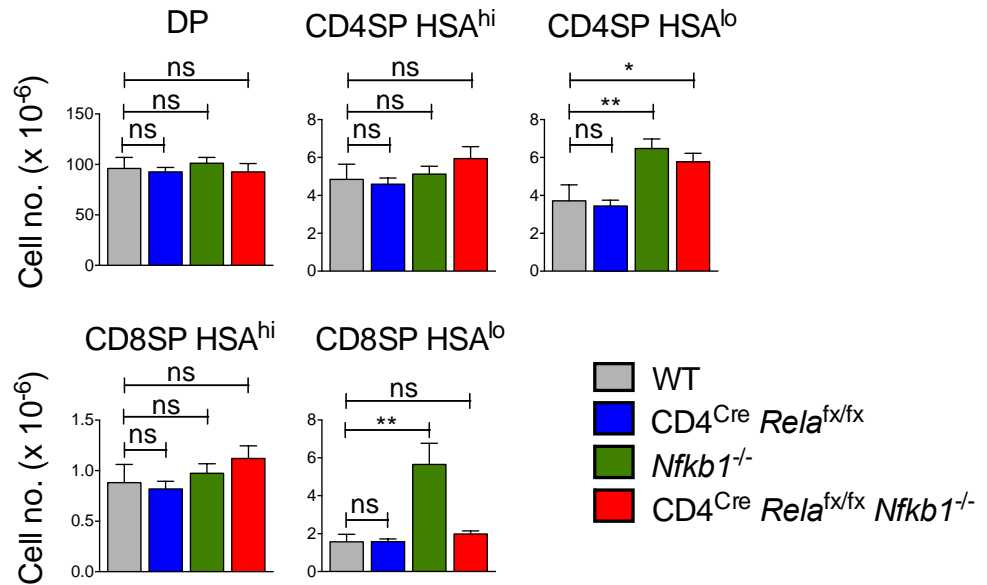 DP
ns
ns
ns
Cell no. (x 10⁻⁶)
150
100
50
0
CD4SP HSAʰⁱ
ns
ns
ns
8
6
4
2
0
CD4SP HSAˡᵒ
*
**
ns
8
6
4
2
0
CD8SP HSAʰⁱ
ns
ns
ns
Cell no. (x 10⁻⁶)
1.5
1.0
0.5
0.0
CD8SP HSAˡᵒ
ns
**
ns
8
6
4
2
0
WT
CD4ᶜʳᵉ Relaᶠˣ/ᶠˣ
Nfkb1⁻/⁻
CD4ᶜʳᵉ Relaᶠˣ/ᶠˣ Nfkb1⁻/⁻